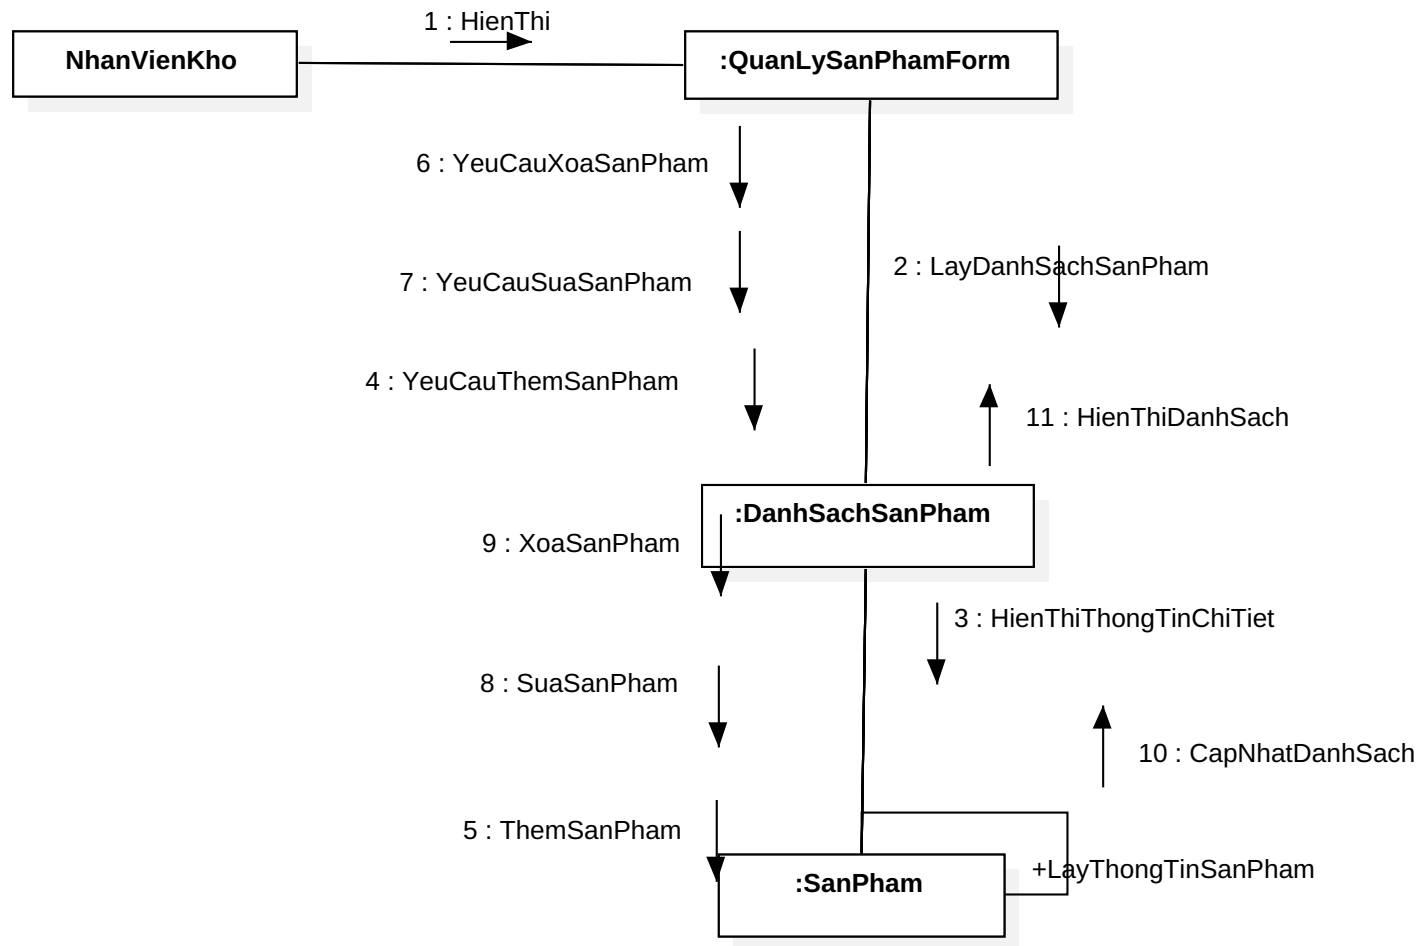 1 : HienThi
NhanVienKho
:QuanLySanPhamForm
6 : YeuCauXoaSanPham
2 : LayDanhSachSanPham
7 : YeuCauSuaSanPham
4 : YeuCauThemSanPham
11 : HienThiDanhSach
:DanhSachSanPham
9 : XoaSanPham
3 : HienThiThongTinChiTiet
8 : SuaSanPham
10 : CapNhatDanhSach
5 : ThemSanPham
+LayThongTinSanPham
:SanPham